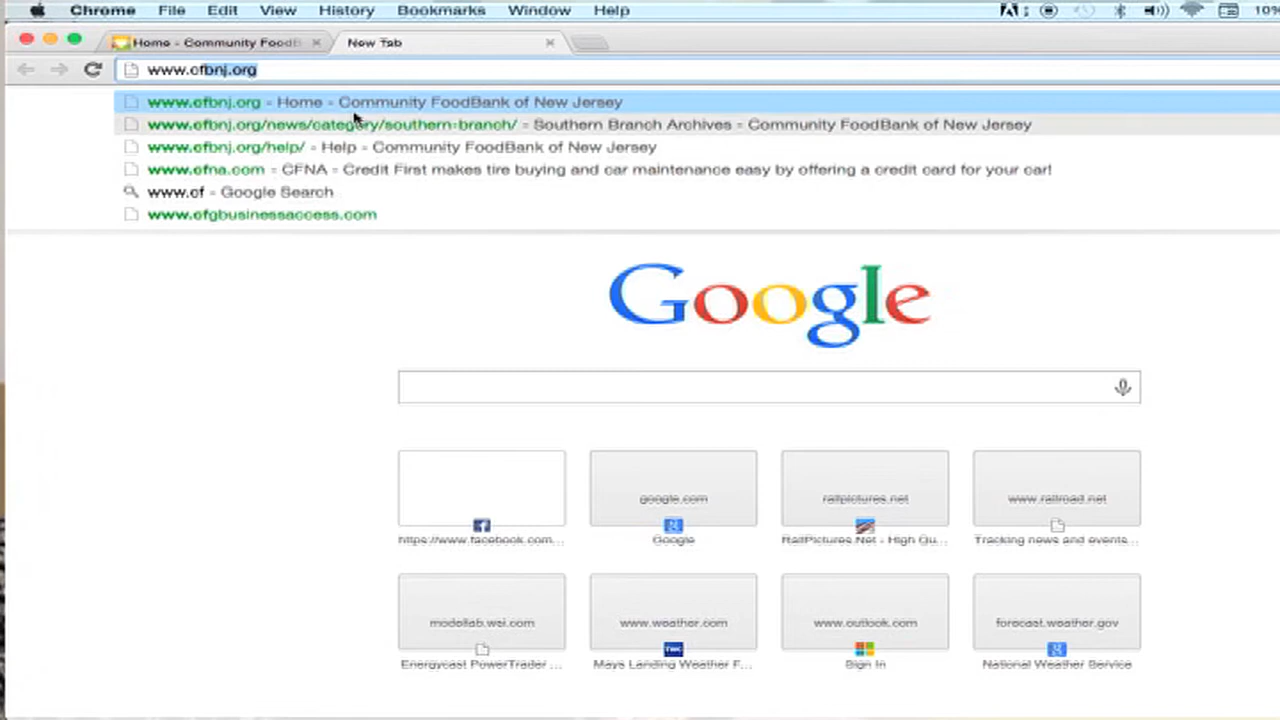 Chrome File Edit View History Bookmarks Window Help 10%
Home - Community FoodB New Tab
www.cfbnj.org
www.cfbnj.org - Home - Community FoodBank of New Jersey
www.cfbnj.org/news/category/southern-branch/ - Southern Branch Archives - Community FoodBank of New Jersey
www.cfbnj.org/help/ - Help - Community FoodBank of New Jersey
www.cfna.com - CFNA - Credit First makes tire buying and car maintenance easy by offering a credit card for your car!
www.cf - Google Search
www.cfgbusinessaccess.com
Google
google.com railpictures.net www.railroad.net
https://www.facebook.com... Google RailPictures.Net - High Qu... Tracking news and events...
modellab.wsi.com www.weather.com www.outlook.com forecast.weather.gov
Energycast PowerTrader ... Mays Landing Weather F... Sign In National Weather Service